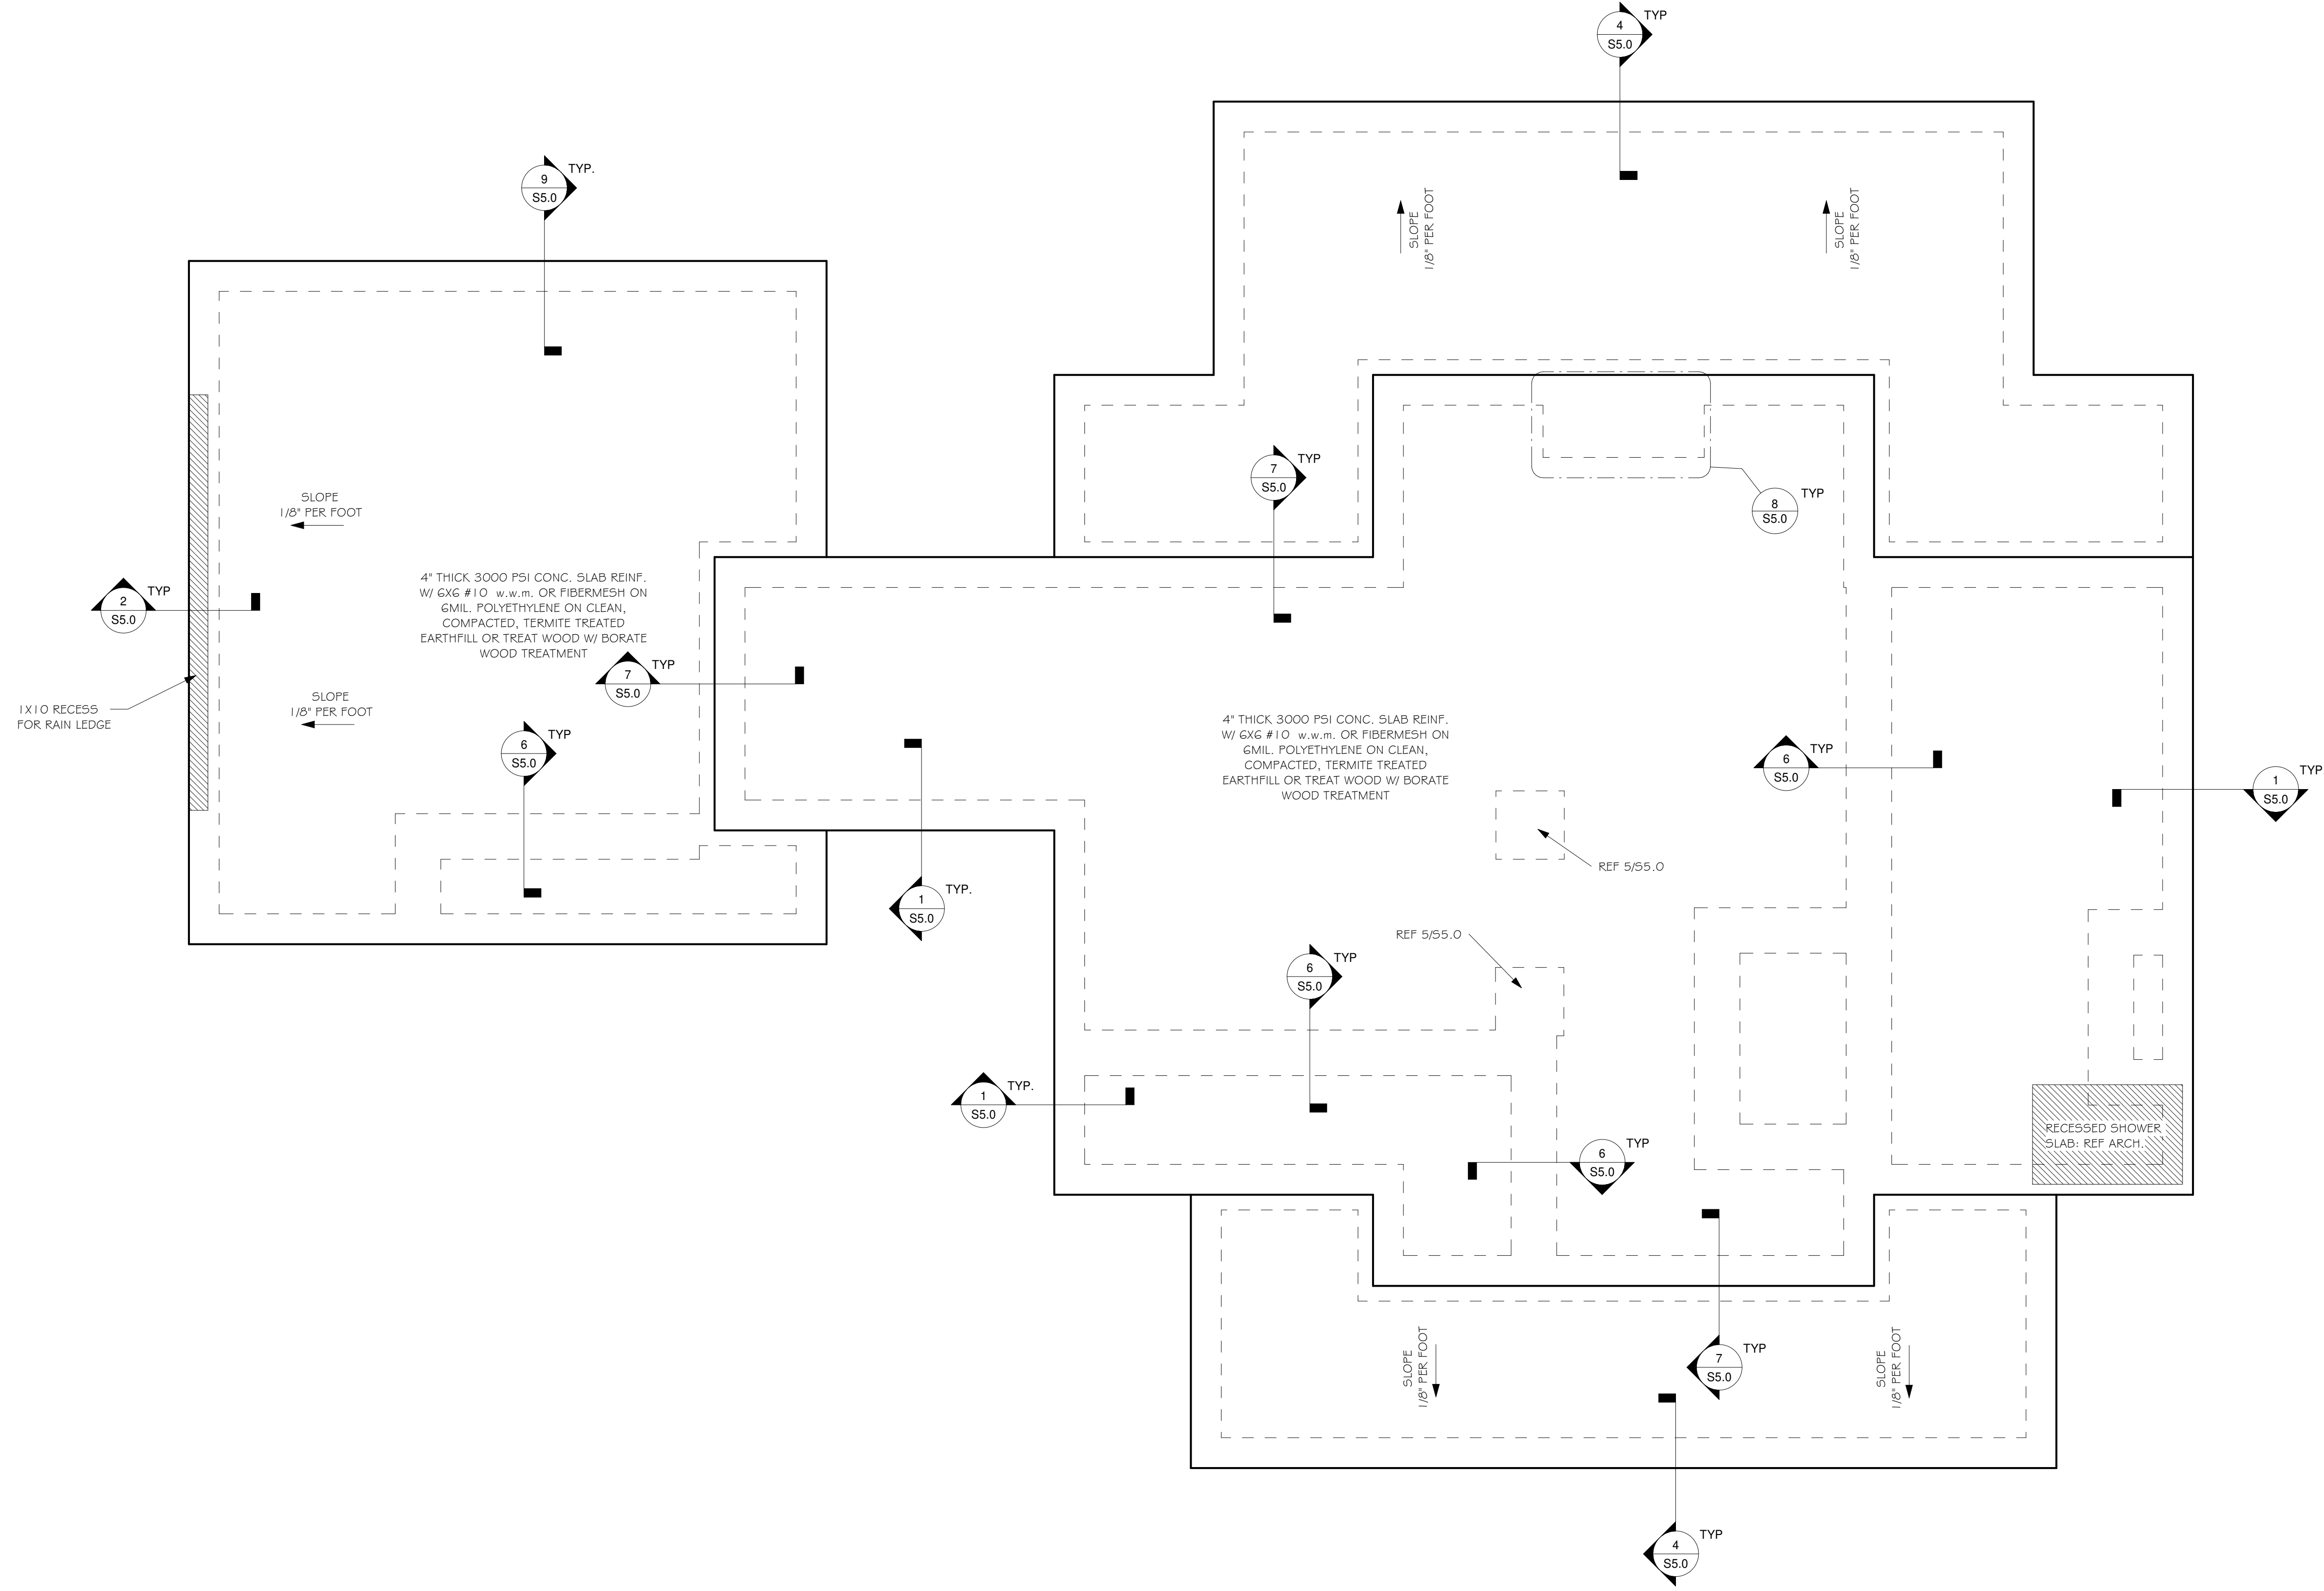 4
S5.0
TYP
9
S5.0
TYP.
SLOPE
1/8" PER FOOT
SLOPE
1/8" PER FOOT
7
S5.0
TYP
8
S5.0
TYP
SLOPE
1/8" PER FOOT
2
S5.0
TYP
4" THICK 3000 PSI CONC. SLAB REINF.
W/ 6X6 #10 w.w.m. OR FIBERMESH ON
6MIL. POLYETHYLENE ON CLEAN,
COMPACTED, TERMITE TREATED
EARTHFILL OR TREAT WOOD W/ BORATE
WOOD TREATMENT
7
S5.0
TYP
1X10 RECESS
FOR RAIN LEDGE
SLOPE
1/8" PER FOOT
6
S5.0
TYP
4" THICK 3000 PSI CONC. SLAB REINF.
W/ 6X6 #10 w.w.m. OR FIBERMESH ON
6MIL. POLYETHYLENE ON CLEAN,
COMPACTED, TERMITE TREATED
EARTHFILL OR TREAT WOOD W/ BORATE
WOOD TREATMENT
6
S5.0
TYP
1
S5.0
TYP
REF 5/S5.0
1
S5.0
TYP.
REF 5/S5.0
6
S5.0
TYP
1
S5.0
TYP.
6
S5.0
TYP
RECESSED SHOWER
SLAB: REF ARCH.
SLOPE
1/8" PER FOOT
7
S5.0
TYP
SLOPE
1/8" PER FOOT
4
S5.0
TYP